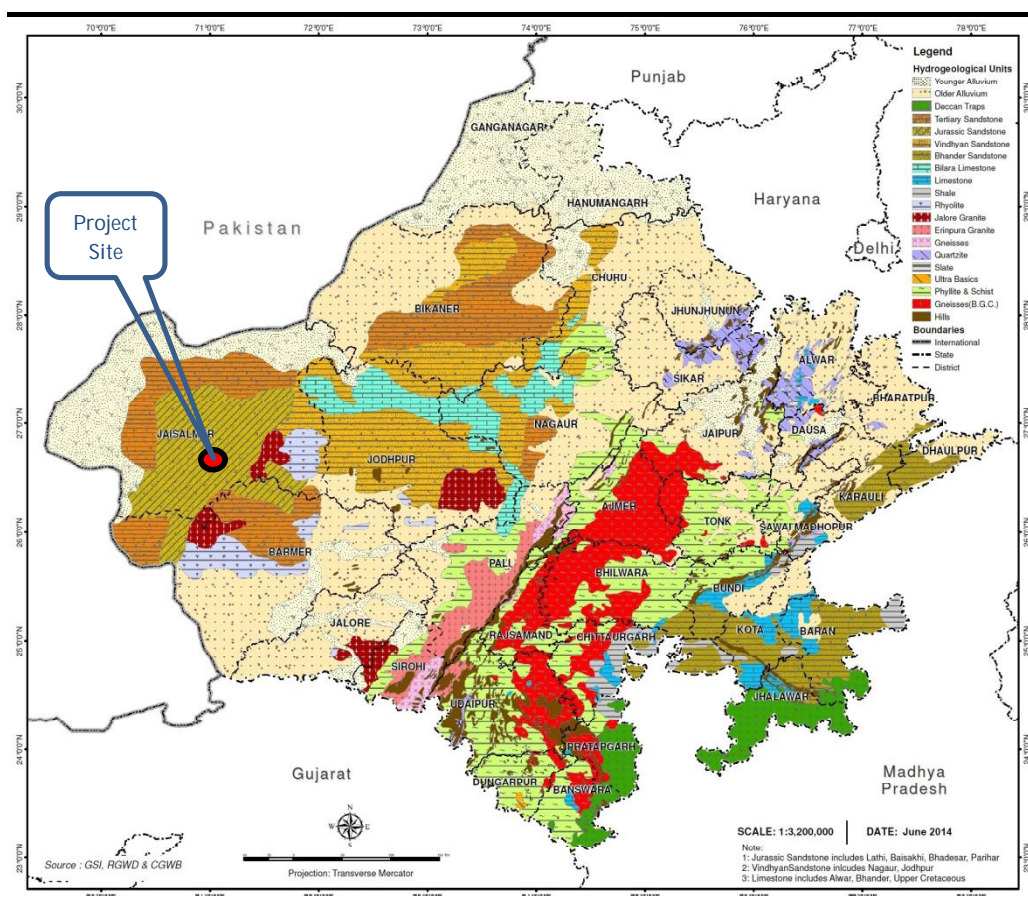 70°0'0"E 71°0'0"E 72°0'0"E 73°0'0"E 74°0'0"E 75°0'0"E 76°0'0"E 77°0'0"E 78°0'0"E
30°0'0"N
29°0'0"N
28°0'0"N
27°0'0"N
26°0'0"N
25°0'0"N
24°0'0"N
23°0'0"N
Project
Site
Pakistan
Punjab
Haryana
Delhi
Gujarat
Madhya
Pradesh
GANGANAGAR
HANUMANGARH
CHURU
BIKANER
JHUNJHUNUN
ALWAR
SIKAR
BHARATPUR
JAISALMER
NAGAUR
JAIPUR
DAUSA
DHAULPUR
JODHPUR
KARAULI
AJMER
TONK
SAWAI MADHOPUR
BARMER
PALI
BHILWARA
BUNDI
JALORE
RAJSAMAND
CHITTAURGARH
KOTA
BARAN
SIROHI
UDAIPUR
JHALAWAR
PRATAPGARH
DUNGARPUR
BANSWARA
Legend
Hydrogeological Units
Younger Alluvium
Older Alluvium
Deccan Traps
Tertiary Sandstone
Jurassic Sandstone
Vindhyan Sandstone
Bhander Sandstone
Bilara Limestone
Limestone
Shale
Rhyolite
Jalore Granite
Erinpura Granite
Gneisses
Quartzite
Slate
Ultra Basics
Phyllite & Schist
Gneisses(B.G.C.)
Hills
Boundaries
International
State
District
N
W E
S
Source : GSI, RGWD & CGWB
Projection: Transverse Mercator
SCALE: 1:3,200,000 DATE: June 2014
Note:
1: Jurassic Sandstone includes Lathi, Baisakhi, Bhadesar, Parihar
2: VindhyanSandstone inlcudes Nagaur, Jodhpur
3: Limestone includes Alwar, Bhander, Upper Cretaceous